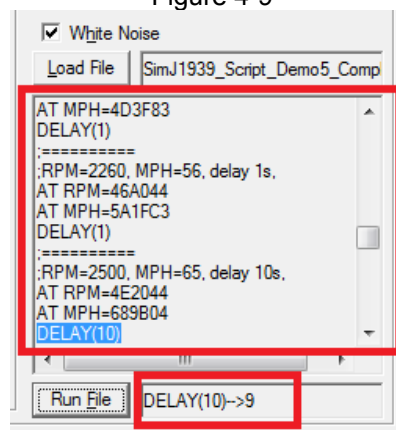 Figure 4-9
White Noise
Load File SimJ1939_Script_Demo5_Compl
AT MPH=4D3F83
DELAY(1)
;==========
;RPM=2260, MPH=56, delay 1s,
AT RPM=46A044
AT MPH=5A1FC3
DELAY(1)
;==========
;RPM=2500, MPH=65, delay 10s,
AT RPM=4E2044
AT MPH=689B04
DELAY(10)
Run File DELAY(10)-->9